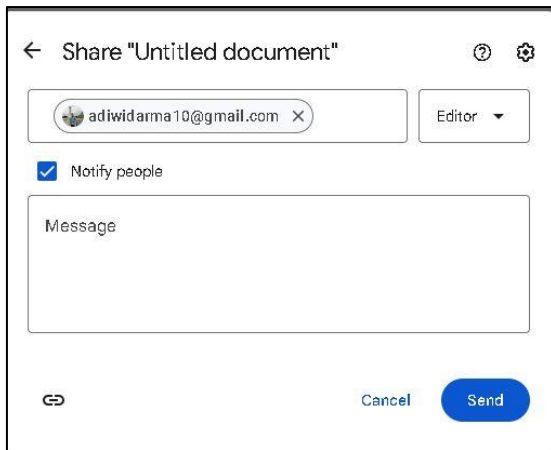 Share "Untitled document"
adiwidarma10@gmail.com
Editor
Notify people
Message
Cancel
Send